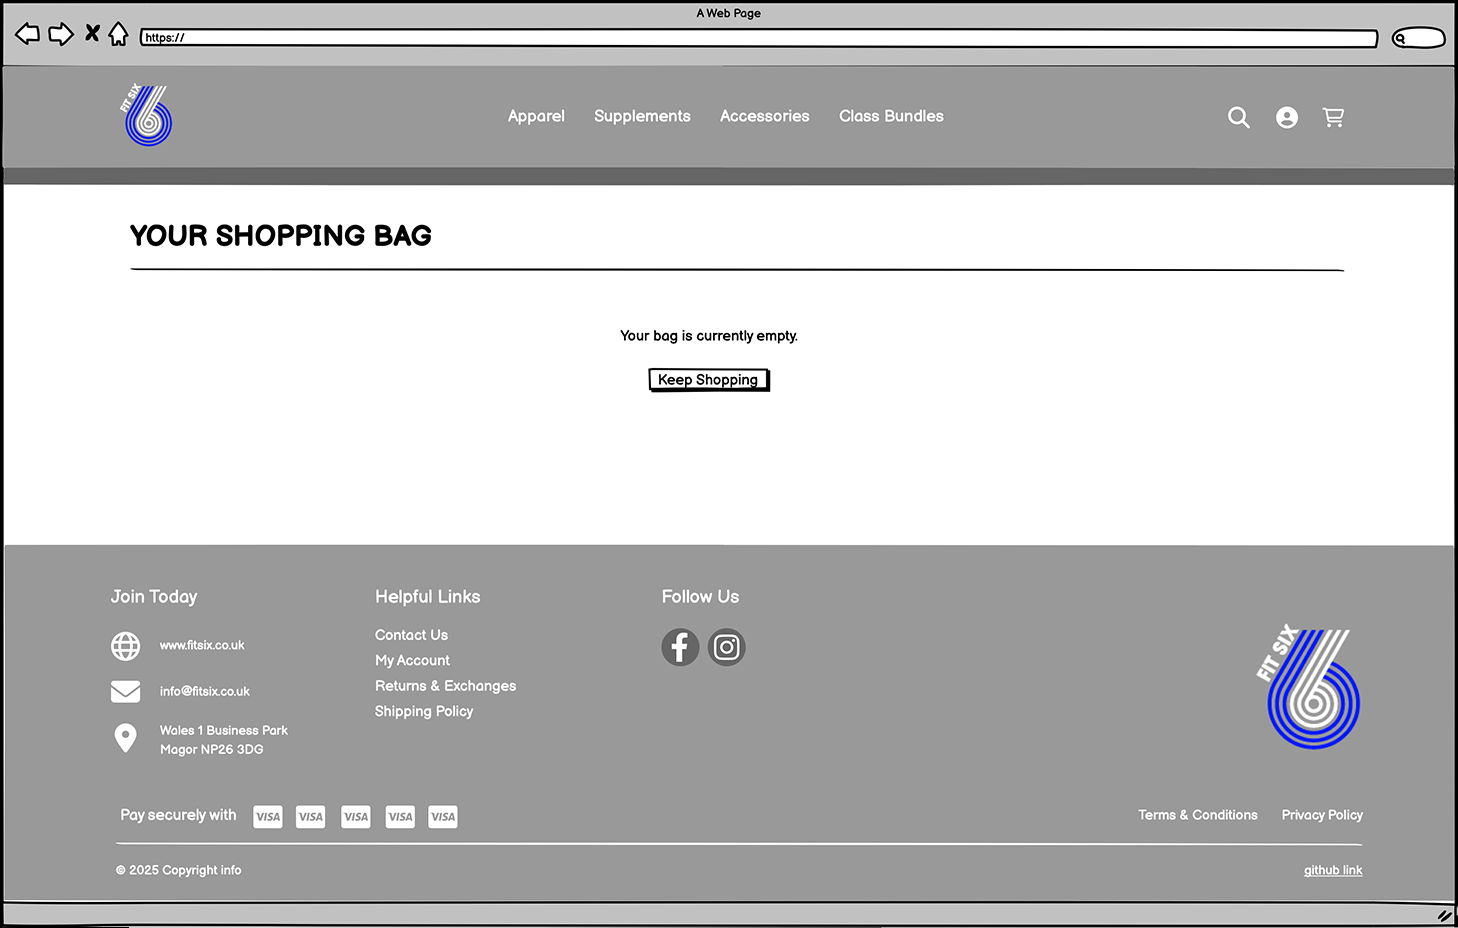 A Web Page
https://
FIT SIX
Apparel Supplements Accessories Class Bundles
YOUR SHOPPING BAG
Your bag is currently empty.
Keep Shopping
Join Today
www.fitsix.co.uk
info@fitsix.co.uk
Wales 1 Business Park
Magor NP26 3DG
Helpful Links
Contact Us
My Account
Returns & Exchanges
Shipping Policy
Follow Us
FIT SIX
Pay securely with VISA VISA VISA VISA VISA
Terms & Conditions Privacy Policy
© 2025 Copyright info
github link